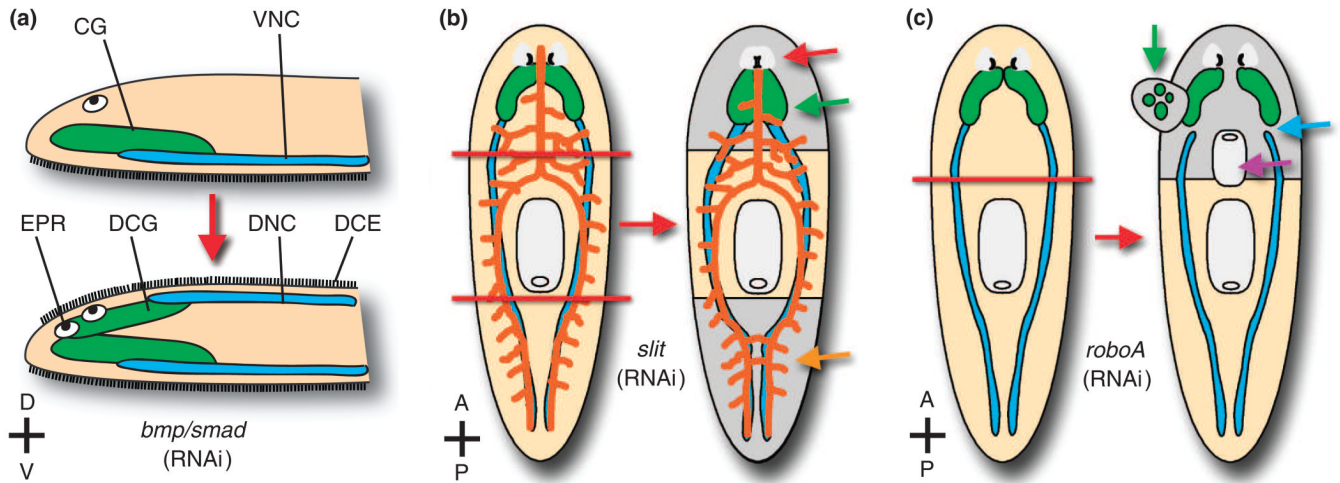 (a)
CG
VNC
EPR
DCG
DNC
DCE
D
V
bmp/smad
(RNAi)
(b)
slit
(RNAi)
A
P
(c)
roboA
(RNAi)
A
P